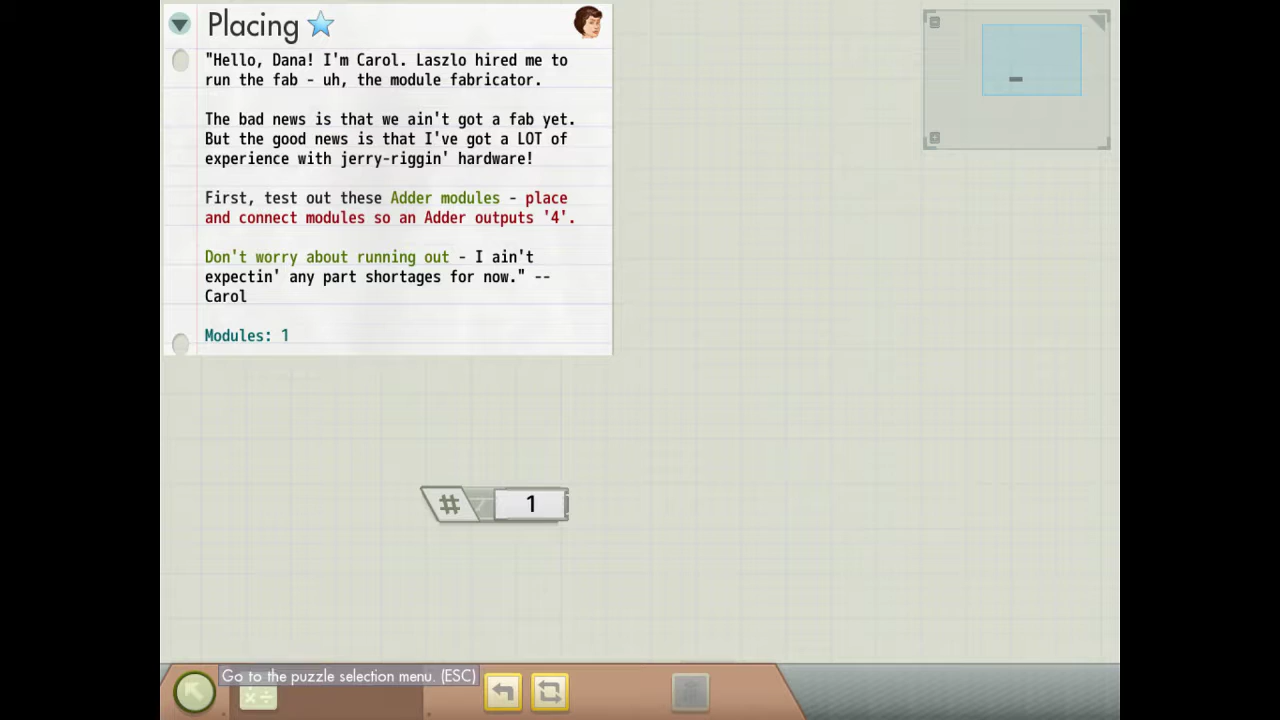 Placing
"Hello, Dana! I'm Carol. Laszlo hired me to
run the fab - uh, the module fabricator.
The bad news is that we ain't got a fab yet.
But the good news is that I've got a LOT of
experience with jerry-riggin' hardware!
First, test out these Adder modules - place
and connect modules so an Adder outputs '4'.
Don't worry about running out - I ain't
expectin' any part shortages for now." --
Carol
Modules: 1
# 1
Go to the puzzle selection menu. (ESC)